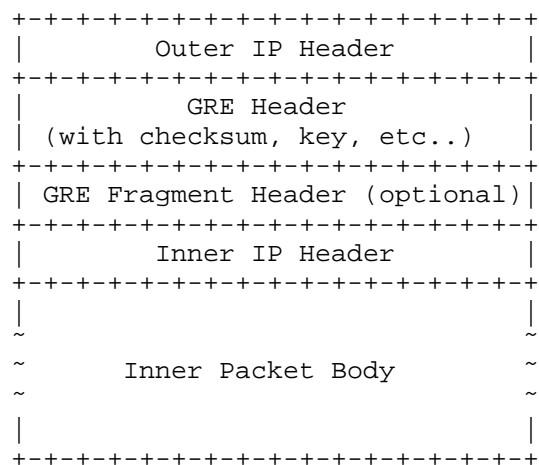 +-+-+-+-+-+-+-+-+-+-+-+-+-+-+-+-+
|         Outer IP Header        |
+-+-+-+-+-+-+-+-+-+-+-+-+-+-+-+-+
|           GRE Header           |
| (with checksum, key, etc..)   |
+-+-+-+-+-+-+-+-+-+-+-+-+-+-+-+-+
| GRE Fragment Header (optional)|
+-+-+-+-+-+-+-+-+-+-+-+-+-+-+-+-+
|         Inner IP Header        |
+-+-+-+-+-+-+-+-+-+-+-+-+-+-+-+-+
|                                |
~                                ~
~       Inner Packet Body        ~
~                                ~
|                                |
+-+-+-+-+-+-+-+-+-+-+-+-+-+-+-+-+